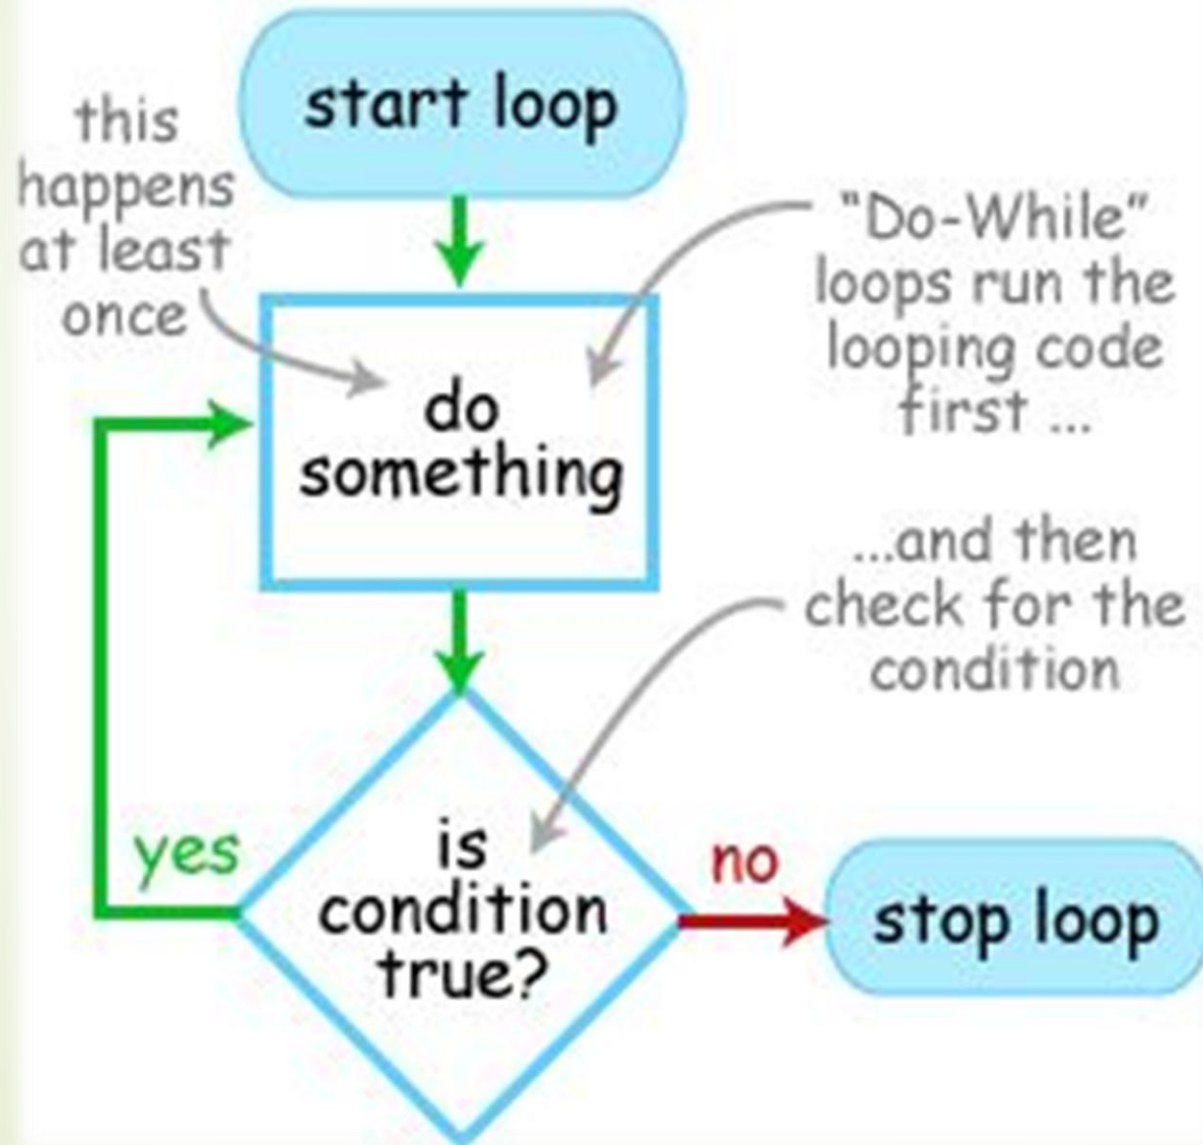 start loop
this
happens
at least
once
“Do-While”
loops run the
looping code
first ...
do
something
...and then
check for the
condition
yes
is
condition
true?
no
stop loop